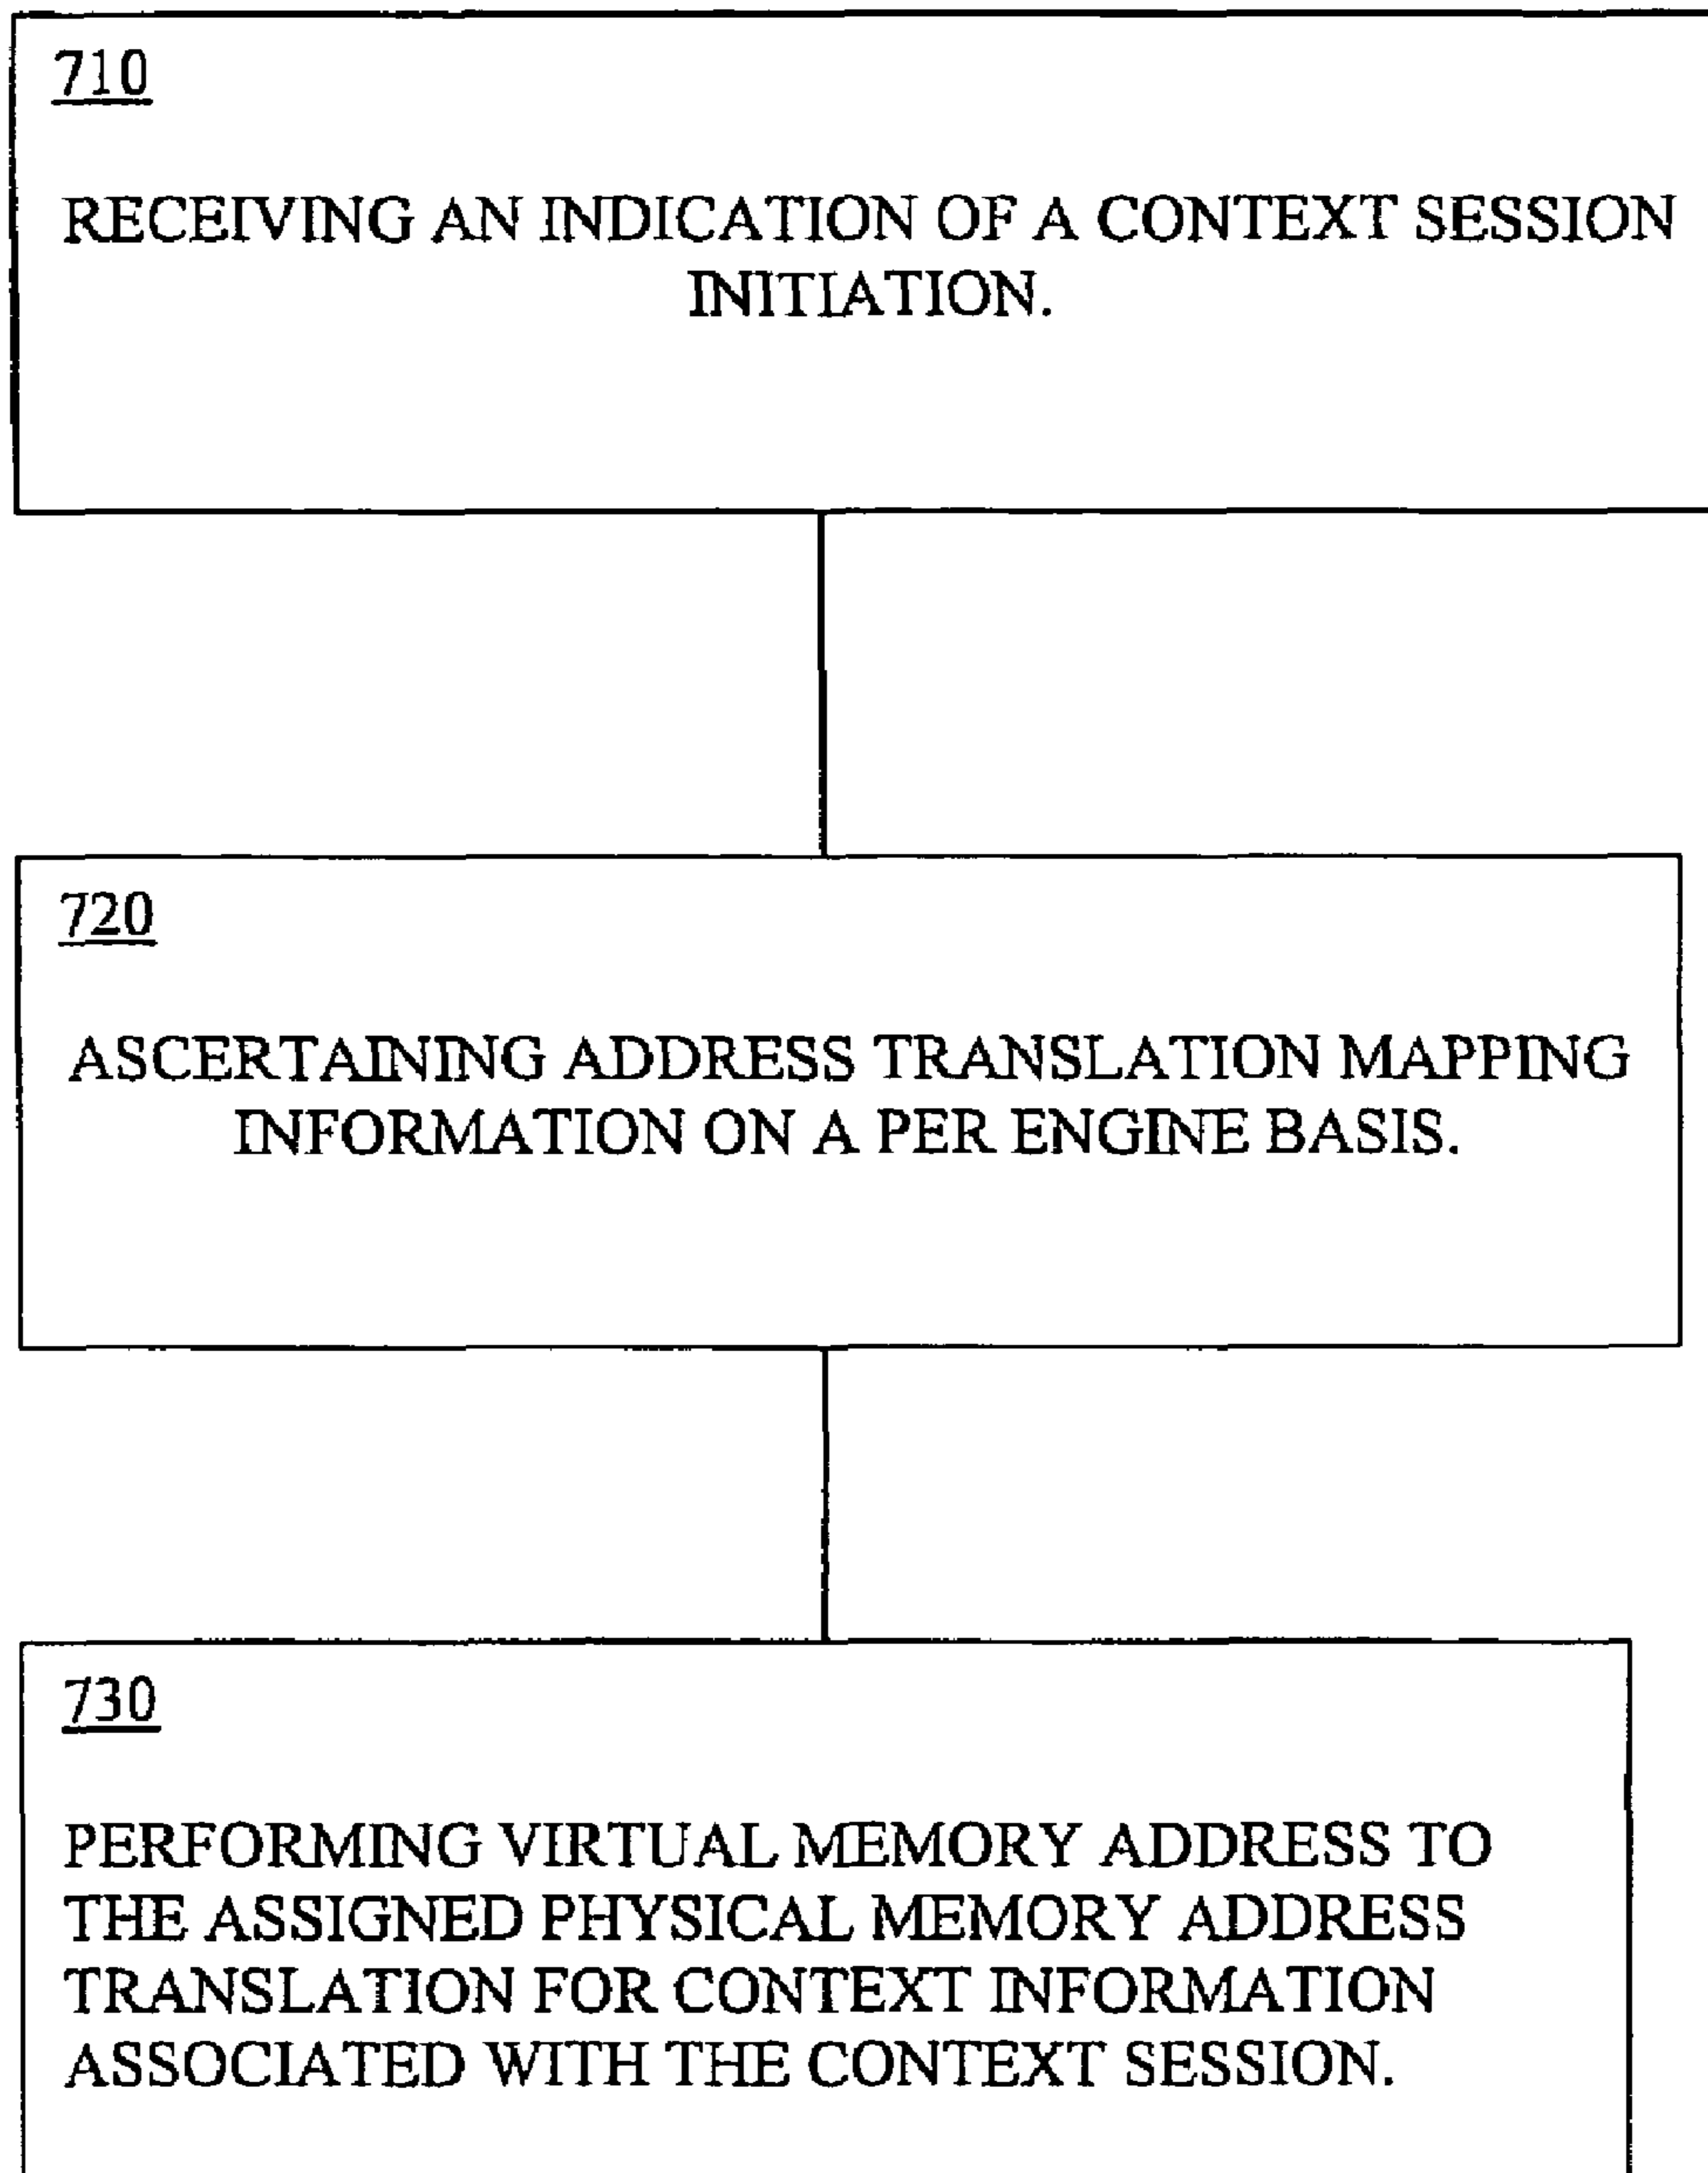 710
RECEIVING AN INDICATION OF A CONTEXT SESSION
INITIATION.
720
ASCERTAINING ADDRESS TRANSLATION MAPPING
INFORMATION ON A PER ENGINE BASIS.
730
PERFORMING VIRTUAL MEMORY ADDRESS TO
THE ASSIGNED PHYSICAL MEMORY ADDRESS
TRANSLATION FOR CONTEXT INFORMATION
ASSOCIATED WITH THE CONTEXT SESSION.